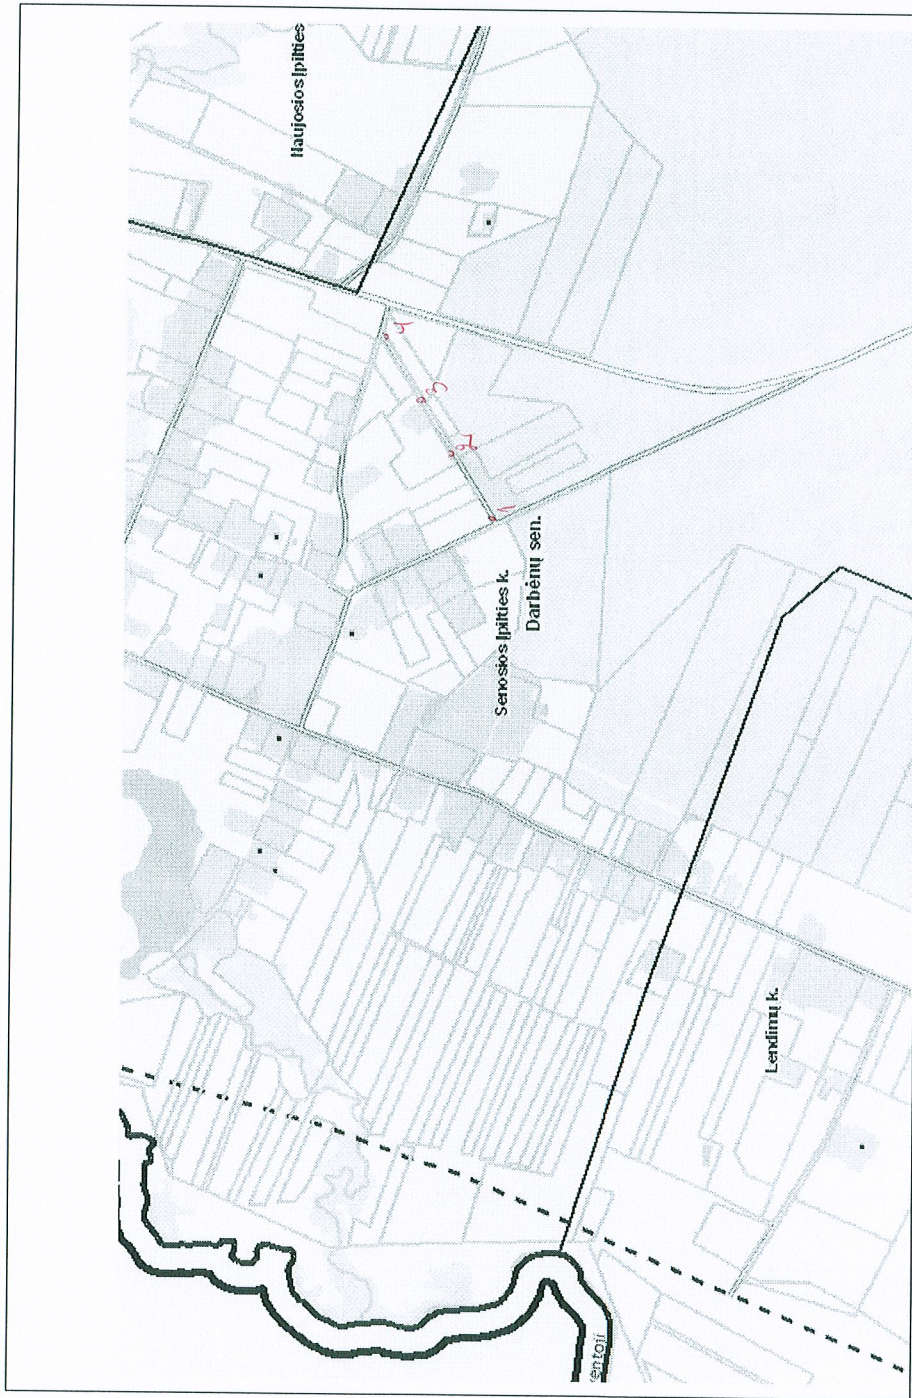 Naujosios Įpilties
Senosios Įpilties k.
Darbėnų sen.
Lendimų k.
1
2
3
4